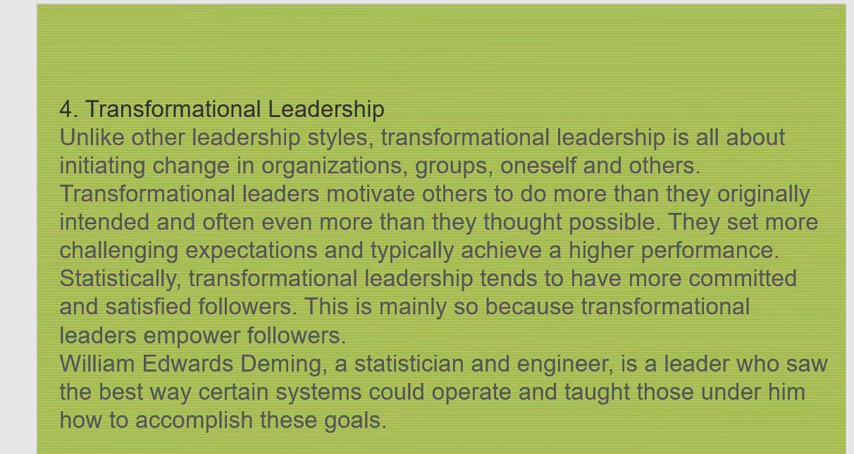 4. Transformational Leadership
Unlike other leadership styles, transformational leadership is all about
initiating change in organizations, groups, oneself and others.
Transformational leaders motivate others to do more than they originally
intended and often even more than they thought possible. They set more
challenging expectations and typically achieve a higher performance.
Statistically, transformational leadership tends to have more committed
and satisfied followers. This is mainly so because transformational
leaders empower followers.
William Edwards Deming, a statistician and engineer, is a leader who saw
the best way certain systems could operate and taught those under him
how to accomplish these goals.